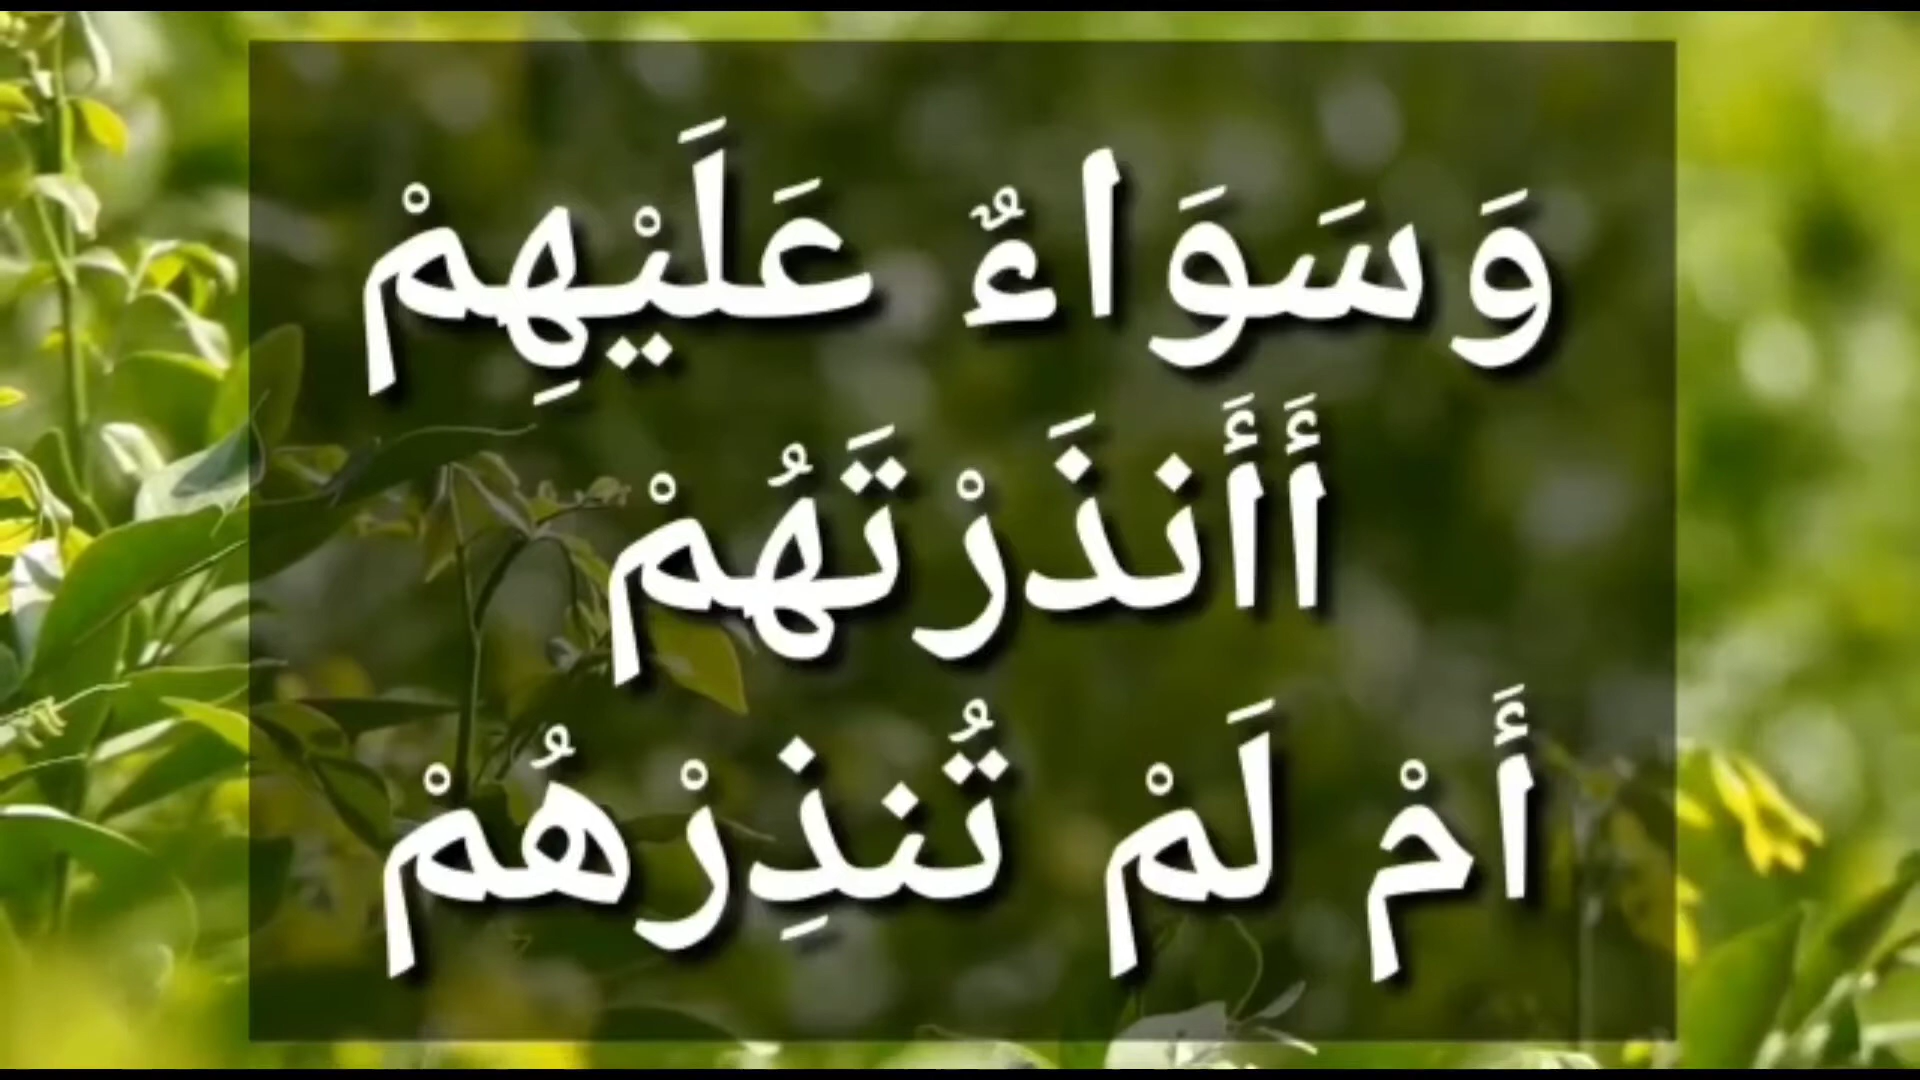 وَسَوَاءٌ عَلَيْهِمْ
أَأَنذَرْتَهُمْ
أَمْ لَمْ تُنذِرْهُمْ